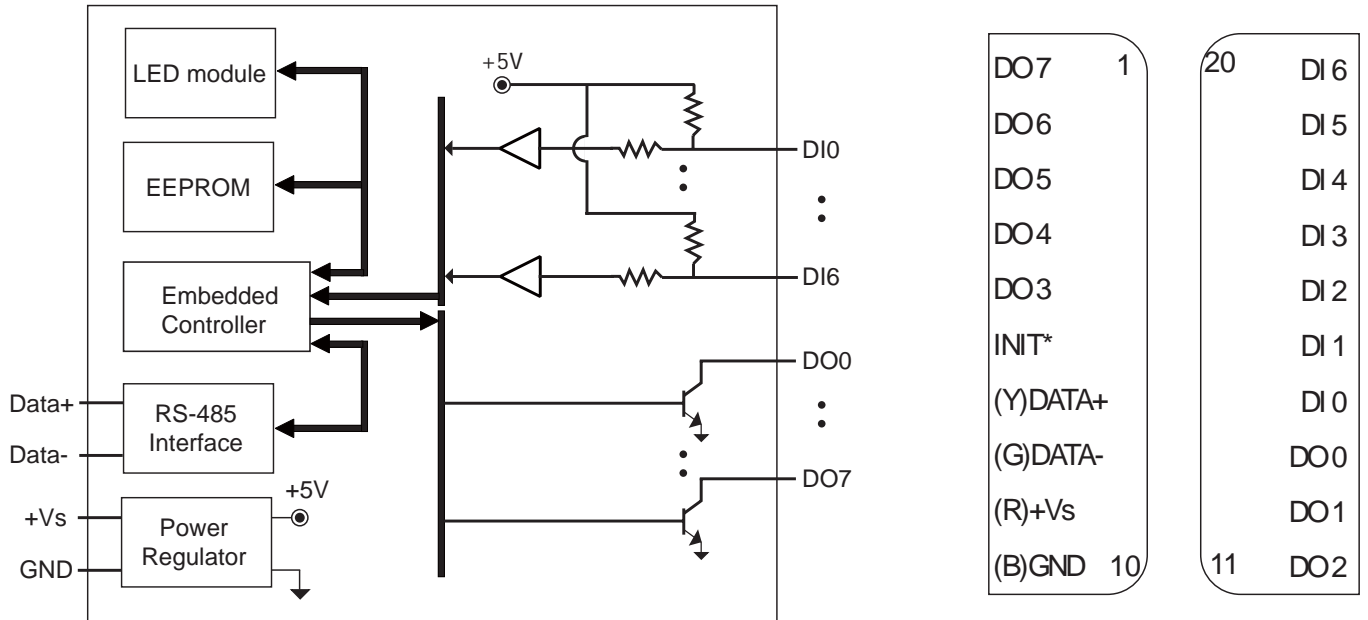 LED module
EEPROM
Embedded
Controller
RS-485
Interface
Power
Regulator
Data+
Data-
+Vs
GND
+5V
+5V
DI0
DI6
DO0
DO7
DO7 1
DO6
DO5
DO4
DO3
INIT*
(Y)DATA+
(G)DATA-
(R)+Vs
(B)GND 10
20 DI6
DI5
DI4
DI3
DI2
DI1
DI0
DO0
DO1
11 DO2